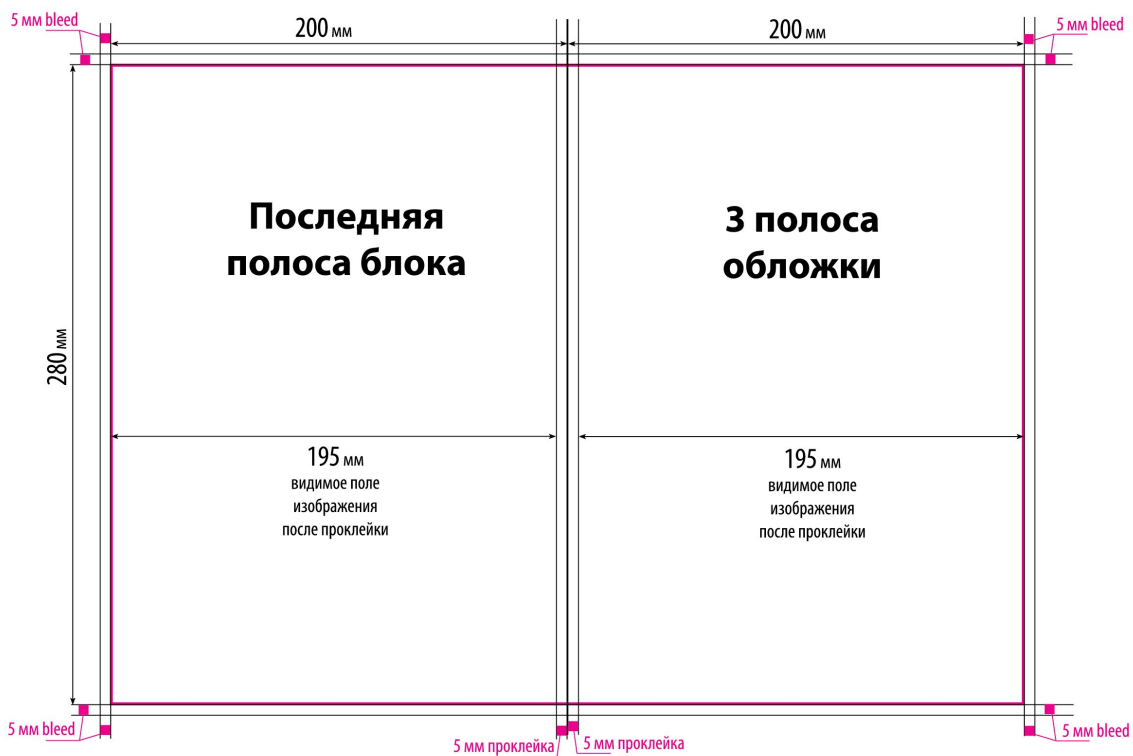 5 мм bleed
200 мм
200 мм
5 мм bleed
Последняя
полоса блока
3 полоса
обложки
280 мм
195 мм
видимое поле
изображения
после проклейки
195 мм
видимое поле
изображения
после проклейки
5 мм bleed
5 мм проклейка
5 мм проклейка
5 мм bleed